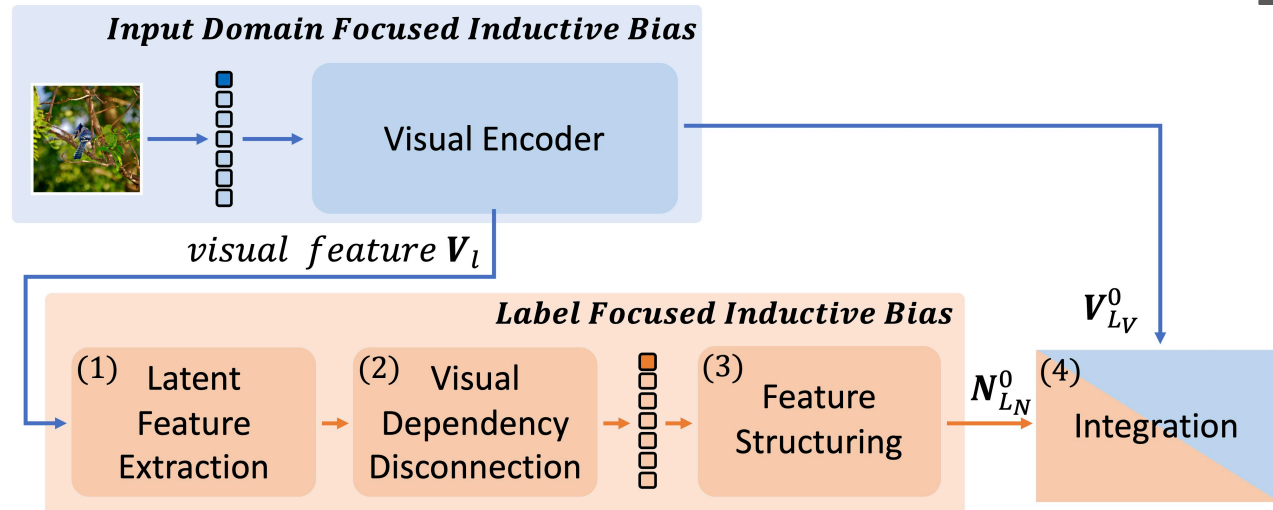 Input Domain Focused Inductive Bias
Visual Encoder
visual feature V_l
Label Focused Inductive Bias
V^0_{L_V}
(1) Latent
Feature
Extraction
(2) Visual
Dependency
Disconnection
(3) Feature
Structuring
N^0_{L_N}
(4)
Integration